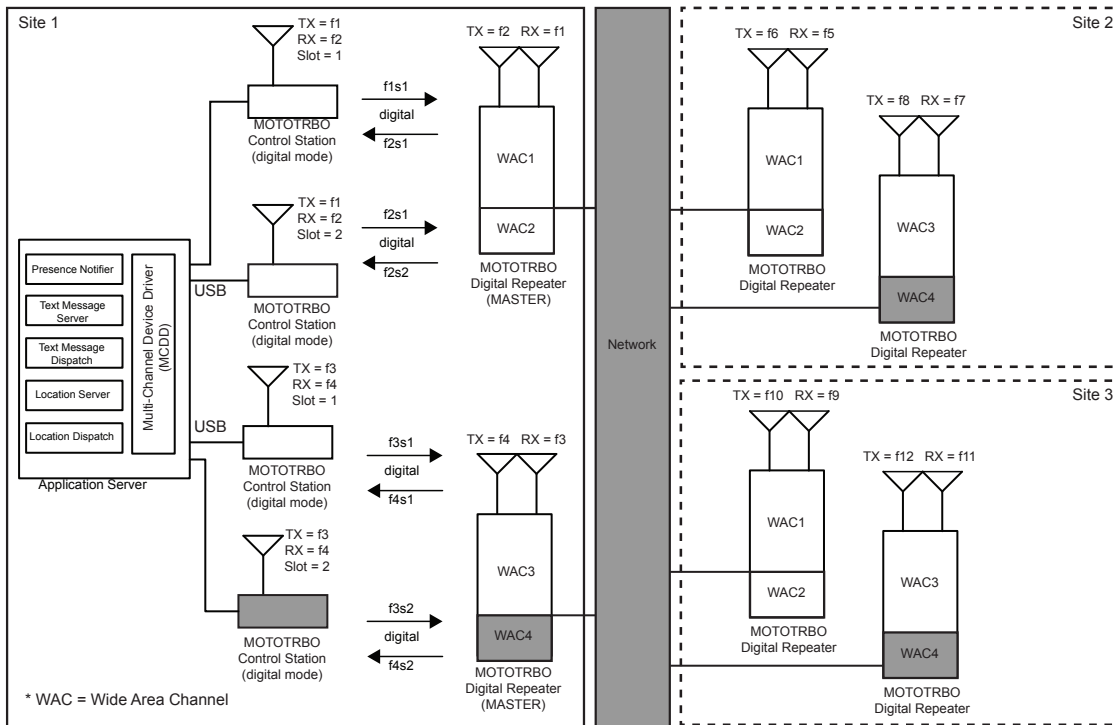 Site 1
TX = f1
RX = f2
Slot = 1
MOTOTRBO
Control Station
(digital mode)
f1s1
digital
f2s1
TX = f2 RX = f1
WAC1
WAC2
MOTOTRBO
Digital Repeater
(MASTER)
TX = f1
RX = f2
Slot = 2
MOTOTRBO
Control Station
(digital mode)
f2s1
digital
f2s2
Presence Notifier
Text Message
Server
Text Message
Dispatch
Location Server
Location Dispatch
Multi-Channel Device Driver
(MCDD)
Application Server
USB
USB
TX = f3
RX = f4
Slot = 1
MOTOTRBO
Control Station
(digital mode)
f3s1
digital
f4s1
TX = f4 RX = f3
WAC3
WAC4
MOTOTRBO
Digital Repeater
(MASTER)
TX = f3
RX = f4
Slot = 2
MOTOTRBO
Control Station
(digital mode)
f3s2
digital
f4s2
* WAC = Wide Area Channel
Network
Site 2
TX = f6 RX = f5
WAC1
WAC2
MOTOTRBO
Digital Repeater
TX = f8 RX = f7
WAC3
WAC4
MOTOTRBO
Digital Repeater
Site 3
TX = f10 RX = f9
WAC1
WAC2
MOTOTRBO
Digital Repeater
TX = f12 RX = f11
WAC3
WAC4
MOTOTRBO
Digital Repeater